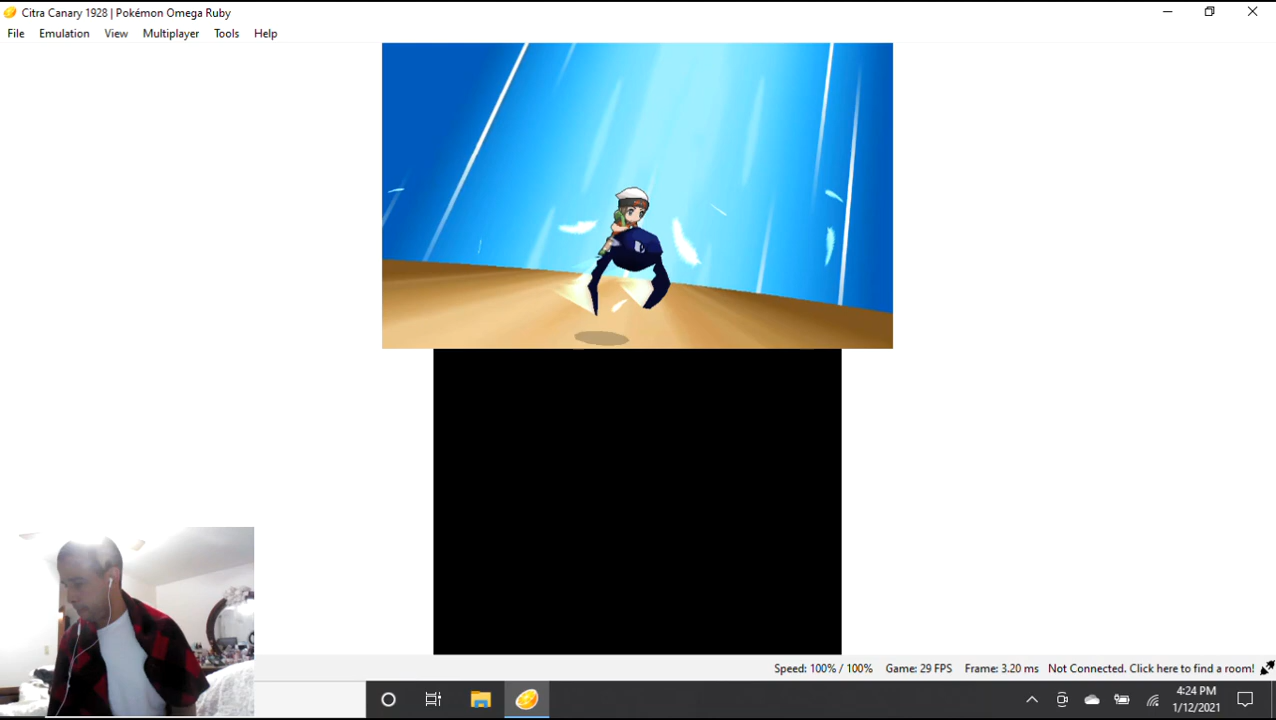 Citra Canary 1928 | Pokémon Omega Ruby
File Emulation View Multiplayer Tools Help
Speed: 100% / 100% Game: 29 FPS Frame: 3.20 ms Not Connected. Click here to find a room!
4:24 PM
1/12/2021